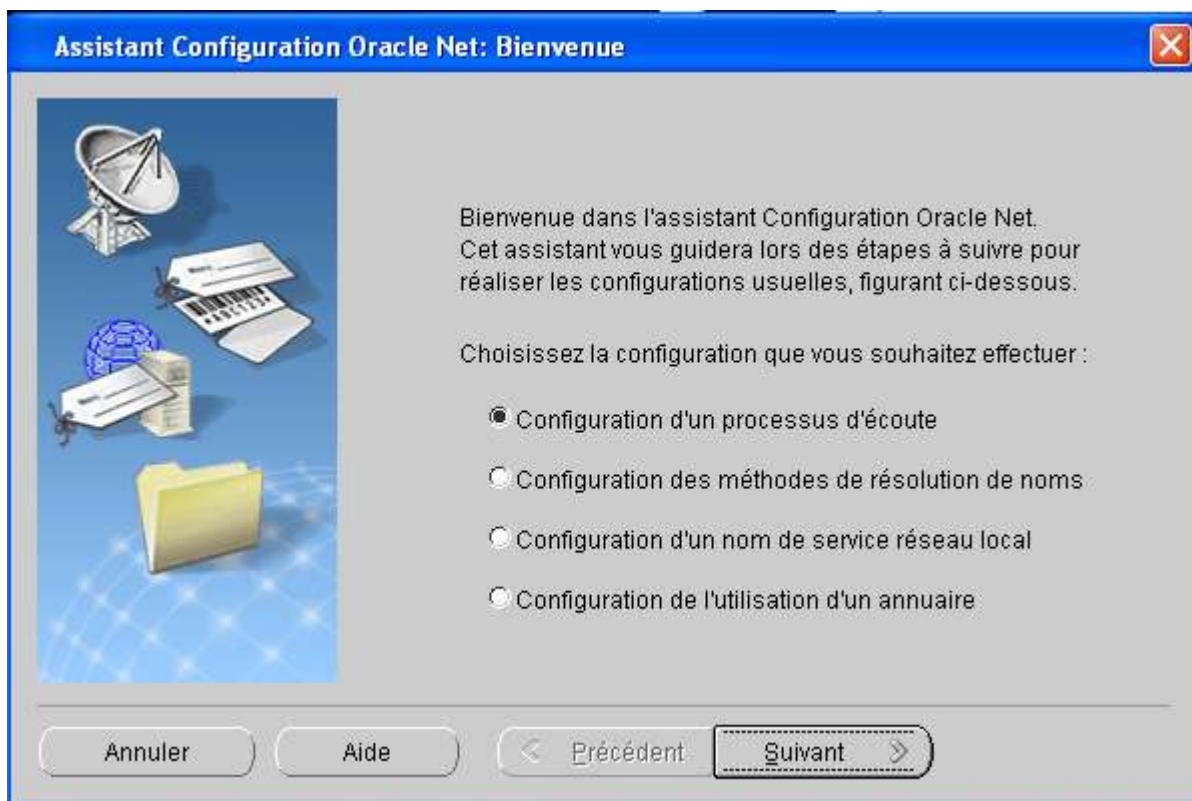 Assistant Configuration Oracle Net: Bienvenue
Bienvenue dans l'assistant Configuration Oracle Net.
Cet assistant vous guidera lors des étapes à suivre pour
réaliser les configurations usuelles, figurant ci-dessous.
Choisissez la configuration que vous souhaitez effectuer :
Configuration d'un processus d'écoute
Configuration des méthodes de résolution de noms
Configuration d'un nom de service réseau local
Configuration de l'utilisation d'un annuaire
Annuler
Aide
Précédent
Suivant